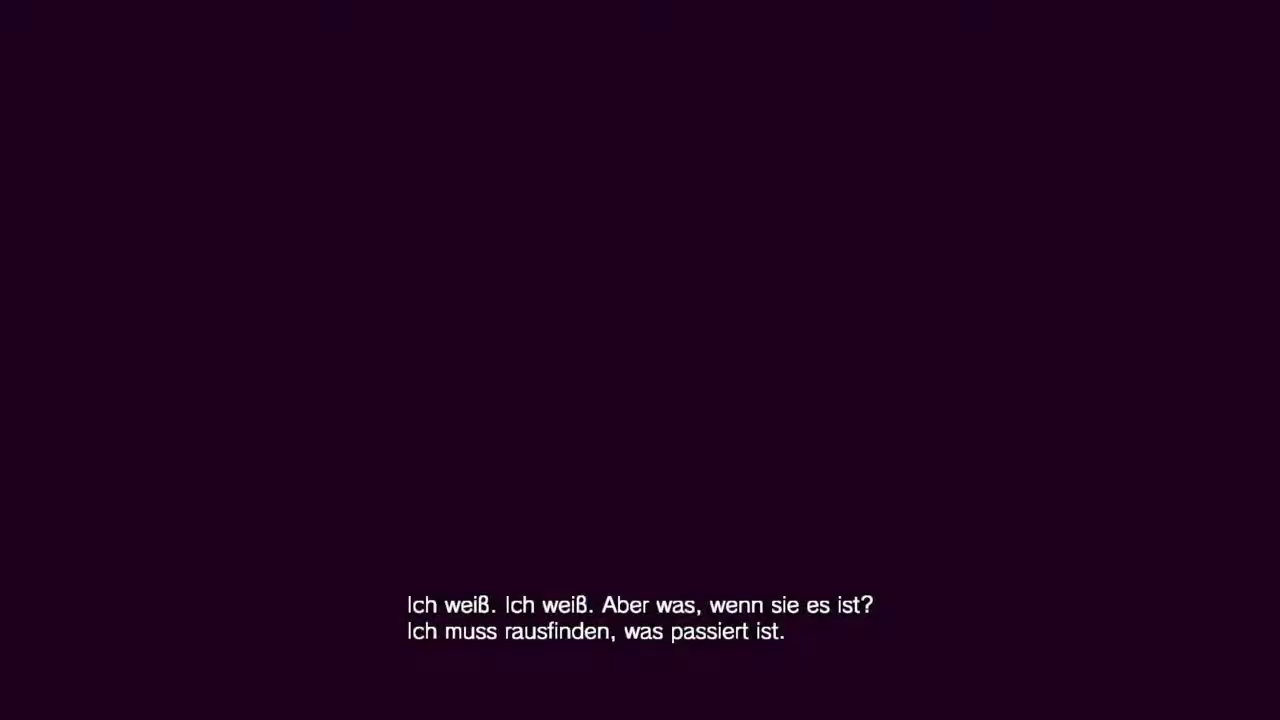 Ich weiß. Ich weiß. Aber was, wenn sie es ist?
Ich muss rausfinden, was passiert ist.